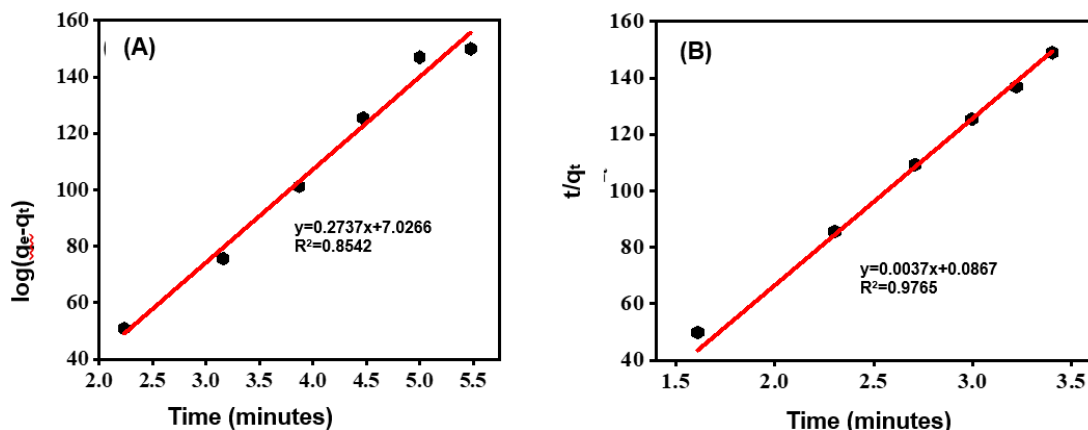 (A)
160
140
120
100
80
60
40
2.0 2.5 3.0 3.5 4.0 4.5 5.0 5.5
log(qe-qt)
Time (minutes)
y=0.2737x+7.0266
R²=0.8542
(B)
160
140
120
100
80
60
40
1.5 2.0 2.5 3.0 3.5
t/qt
Time (minutes)
y=0.0037x+0.0867
R²=0.9765